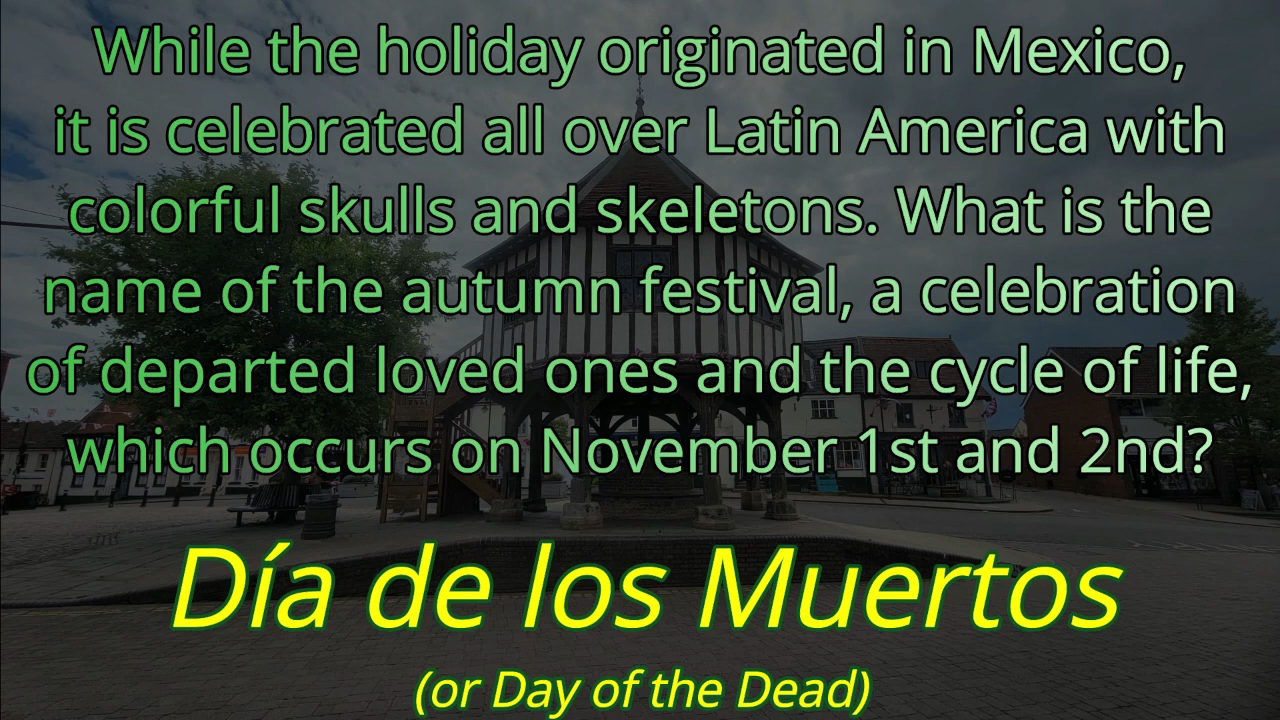 While the holiday originated in Mexico,
it is celebrated all over Latin America with
colorful skulls and skeletons. What is the
name of the autumn festival, a celebration
of departed loved ones and the cycle of life,
which occurs on November 1st and 2nd?
Día de los Muertos
(or Day of the Dead)